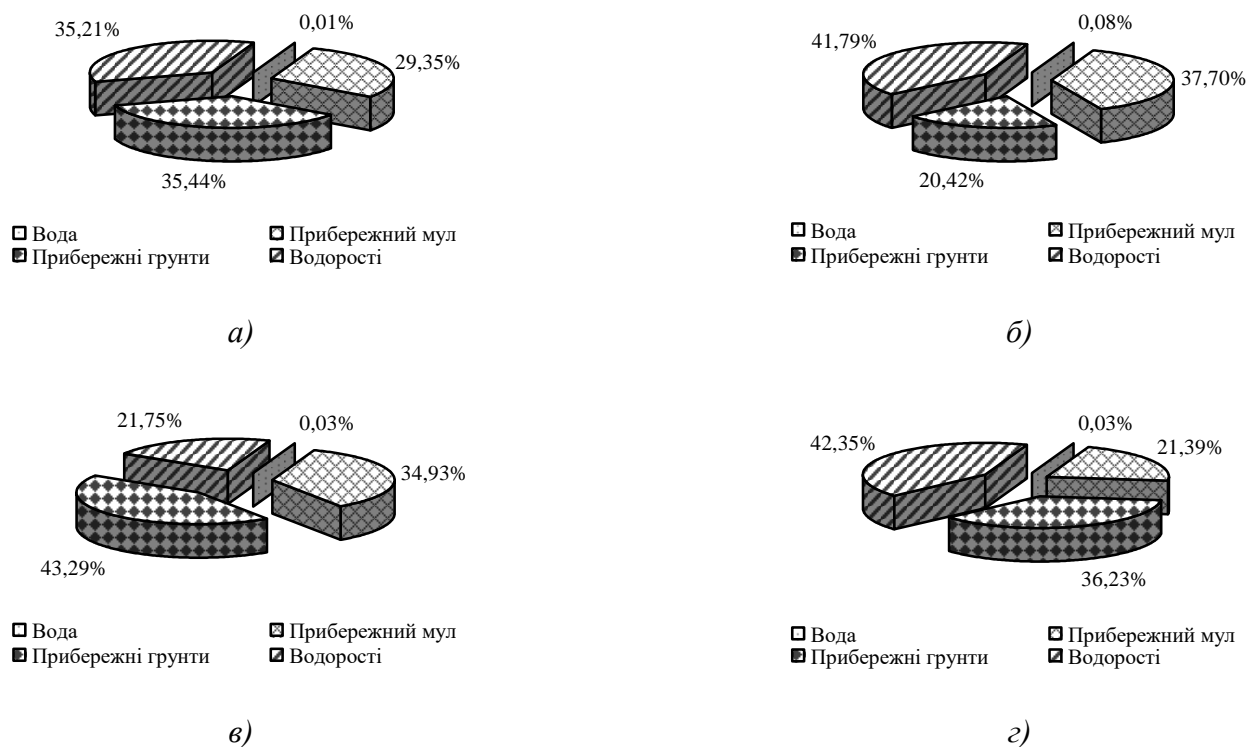 35,21%
0,01%
29,35%
35,44%
Вода
Прибережний мул
Прибережні грунти
Водорості
а)
41,79%
0,08%
37,70%
20,42%
Вода
Прибережний мул
Прибережні грунти
Водорості
б)
21,75%
0,03%
34,93%
43,29%
Вода
Прибережний мул
Прибережні грунти
Водорості
в)
42,35%
0,03%
21,39%
36,23%
Вода
Прибережний мул
Прибережні грунти
Водорості
г)